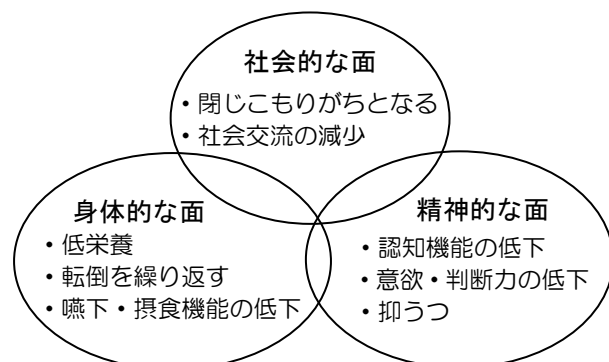 社会的な面
・閉じこもりがちとなる
・社会交流の減少
身体的な面
・低栄養
・転倒を繰り返す
・嚥下・摂食機能の低下
精神的な面
・認知機能の低下
・意欲・判断力の低下
・抑うつ